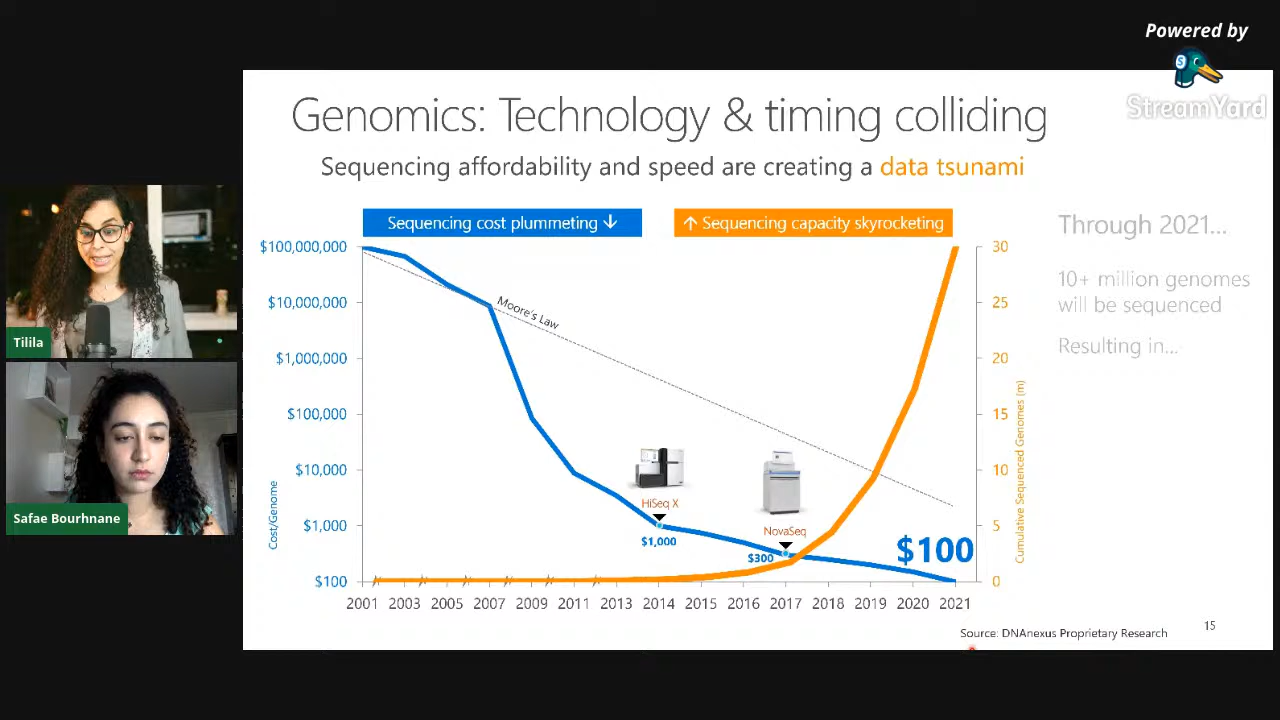 Powered by
StreamYard
Genomics: Technology & timing colliding
Sequencing affordability and speed are creating a data tsunami
Sequencing cost plummeting ↓
↑ Sequencing capacity skyrocketing
Through 2021...
10+ million genomes
will be sequenced
Resulting in...
$100,000,000
$10,000,000
$1,000,000
$100,000
$10,000
$1,000
$100
Cost/Genome
Moore's Law
HiSeq X
$1,000
NovaSeq
$300
$100
30
25
20
15
10
5
0
Cumulative Sequenced Genomes (m)
2001 2003 2005 2007 2009 2011 2013 2014 2015 2016 2017 2018 2019 2020 2021
Source: DNAnexus Proprietary Research
15
Tilila
Safae Bourhnane